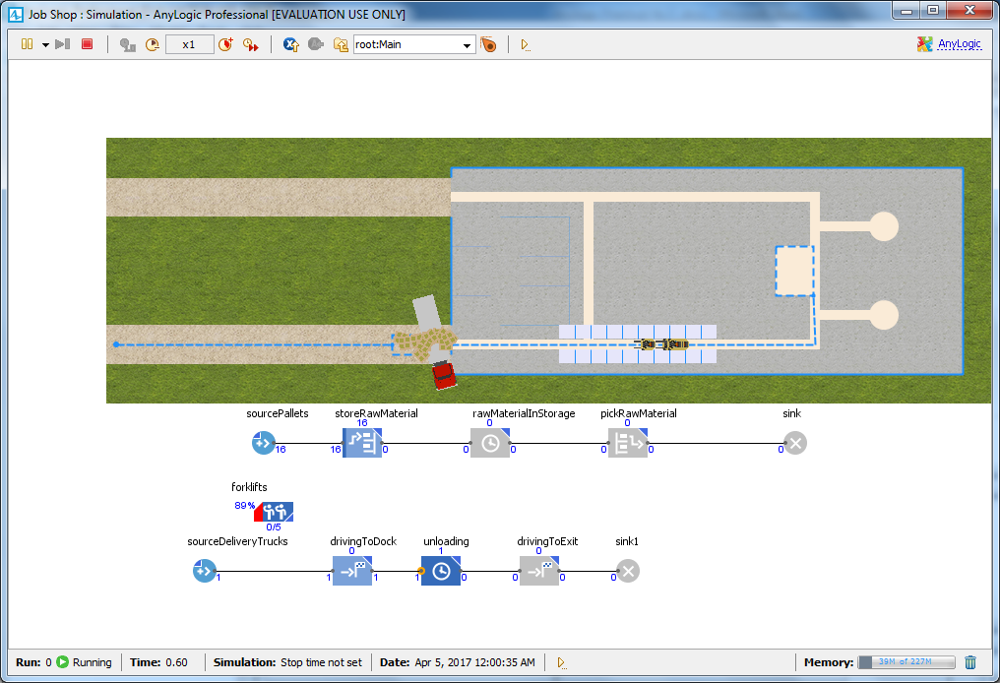 Job Shop : Simulation - AnyLogic Professional [EVALUATION USE ONLY]
x1
root:Main
AnyLogic
sourcePallets
storeRawMaterial
rawMaterialInStorage
pickRawMaterial
sink
16
0
0
16
16
0
0
0
0
0
0
forklifts
89%
0/5
sourceDeliveryTrucks
drivingToDock
unloading
drivingToExit
sink1
0
1
0
1
1
1
1
0
0
0
0
Run: 0
Running
Time: 0.60
Simulation: Stop time not set
Date: Apr 5, 2017 12:00:35 AM
Memory:
39M of 227M